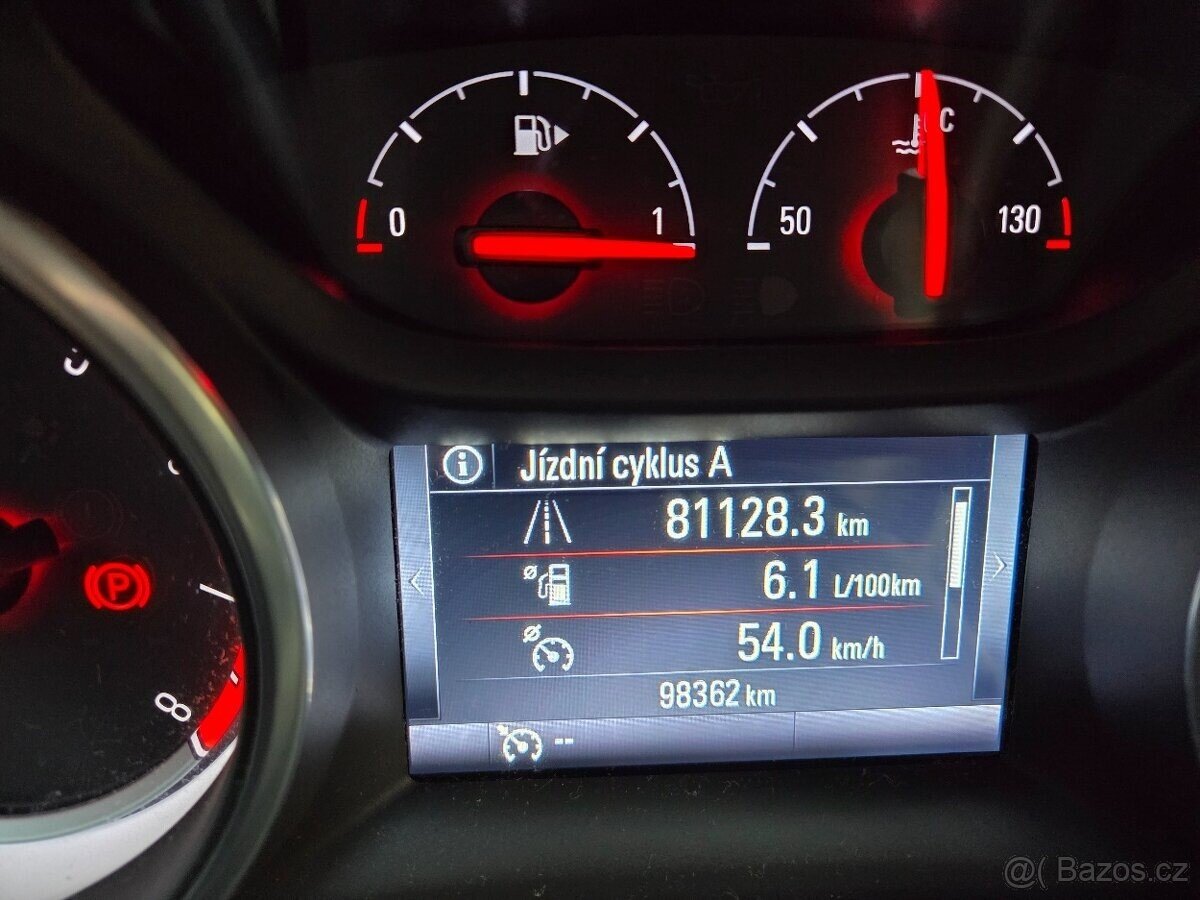 0
1
50
°C
130
Jízdní cyklus A
81128.3 km
Ø 6.1 L/100km
Ø 54.0 km/h
98362 km
--
P
8
@( Bazos.cz